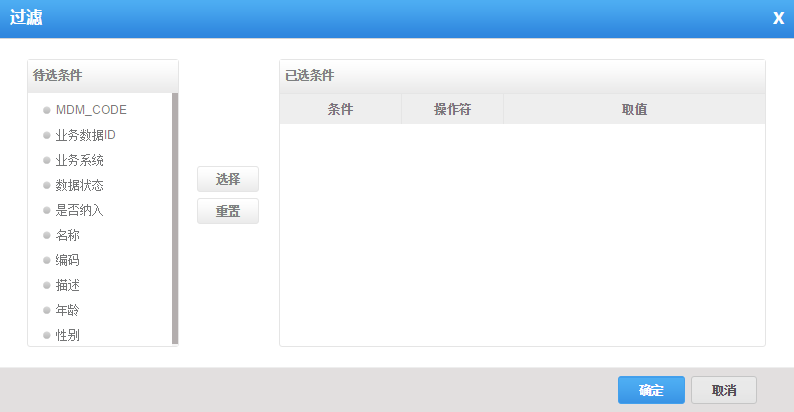 过滤
X
待选条件
MDM_CODE
业务数据ID
业务系统
数据状态
是否纳入
名称
编码
描述
年龄
性别
选择
重置
已选条件
条件 操作符 取值
确定 取消